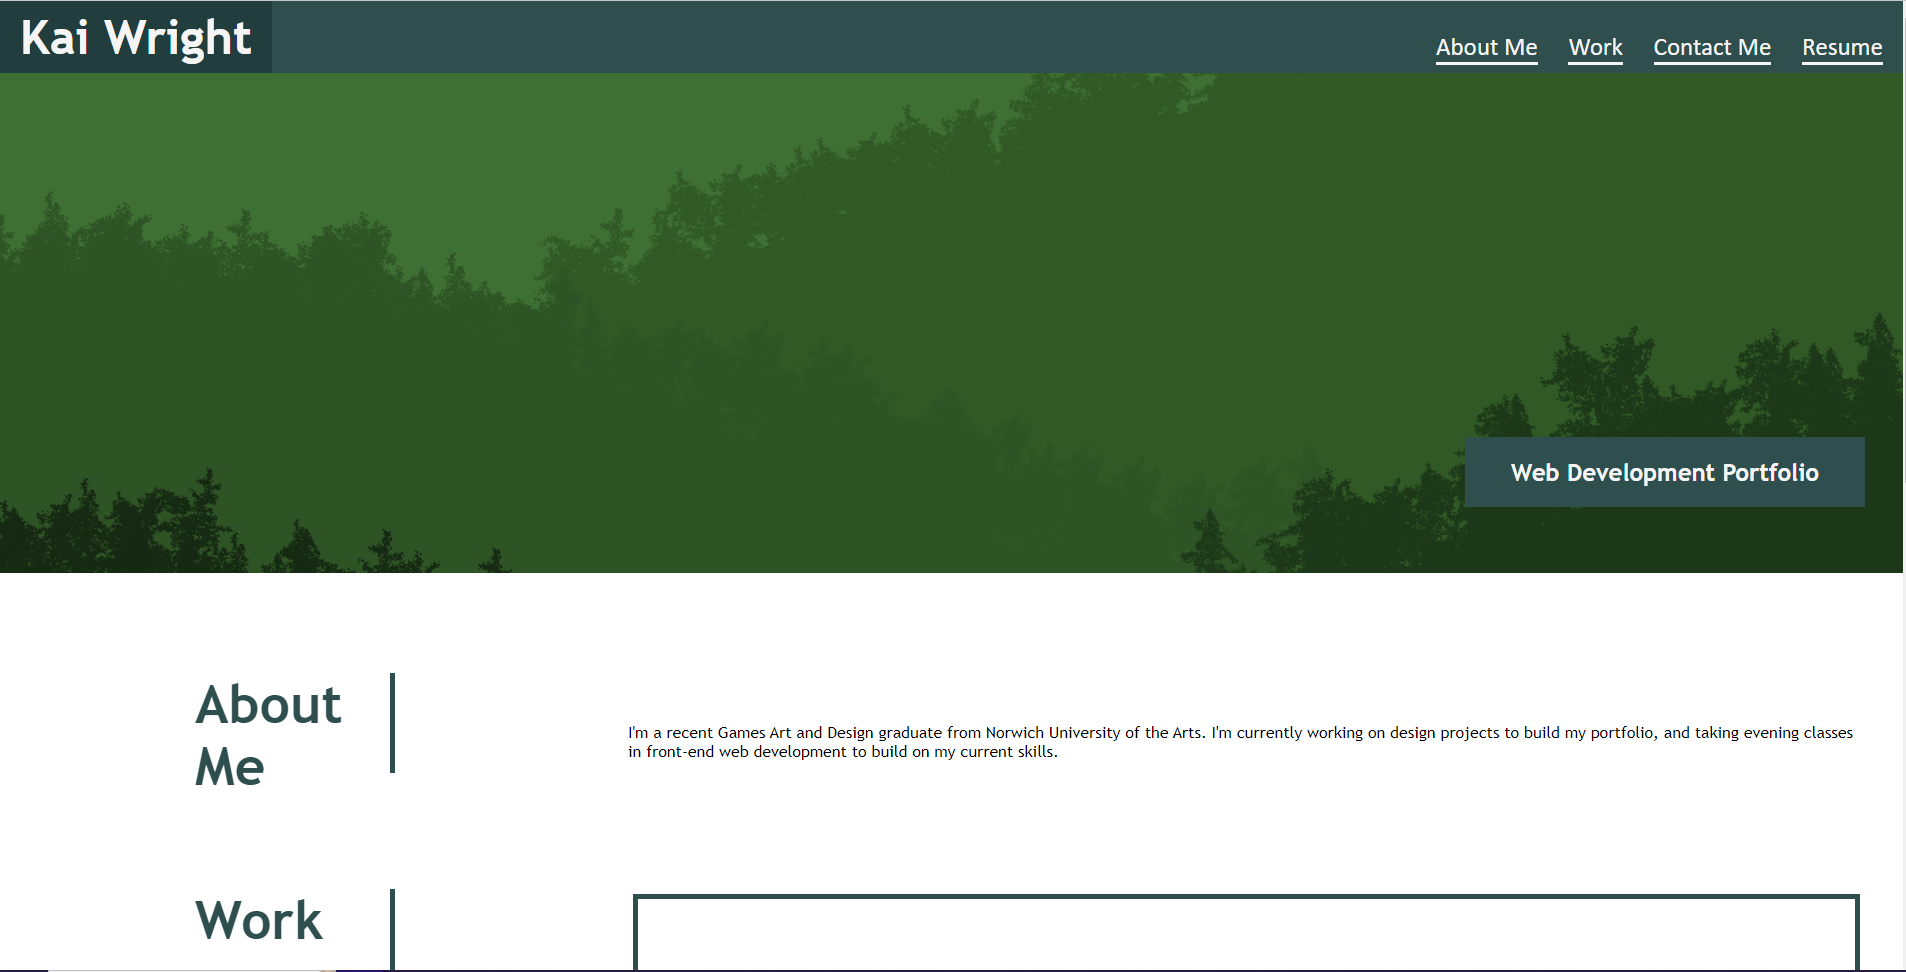 Kai Wright
About Me
Work
Contact Me
Resume
Web Development Portfolio
About
Me
I'm a recent Games Art and Design graduate from Norwich University of the Arts. I'm currently working on design projects to build my portfolio, and taking evening classes
in front-end web development to build on my current skills.
Work